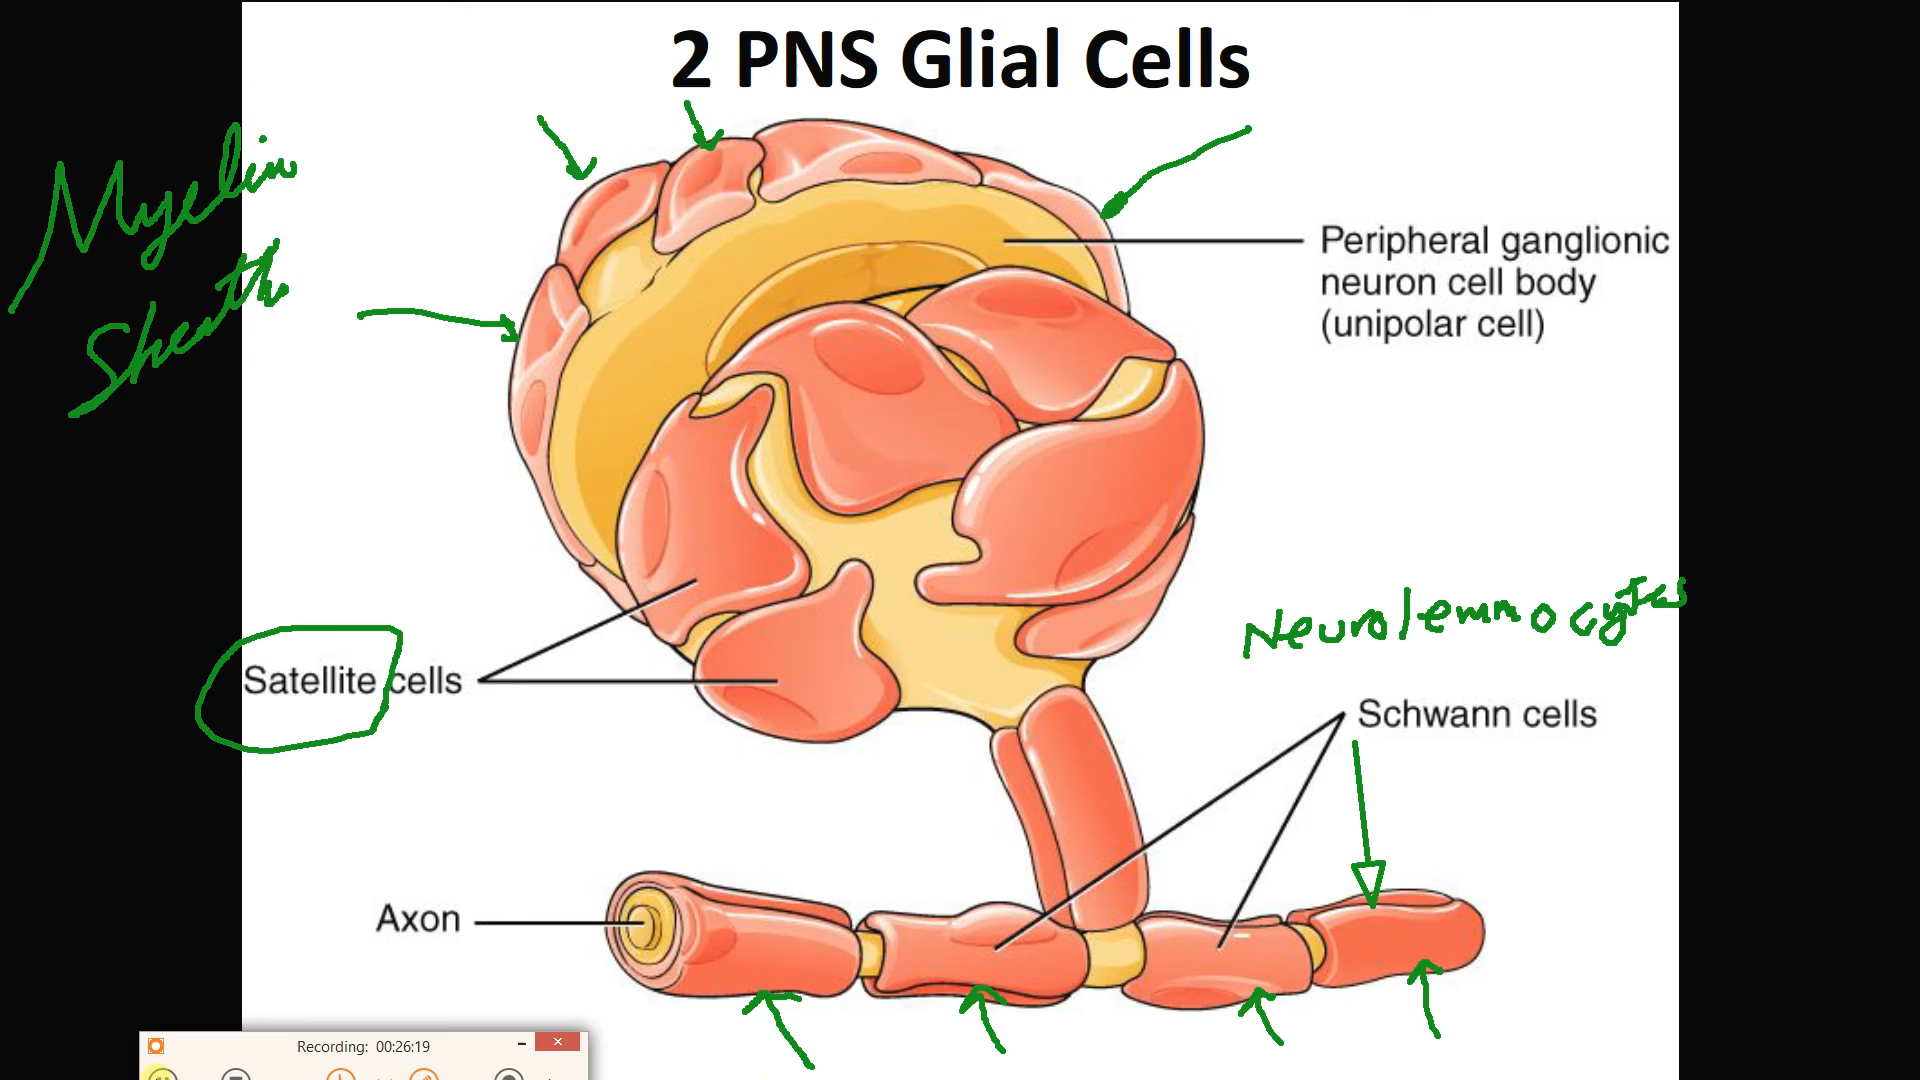 2 PNS Glial Cells
Myelin
Sheath
Peripheral ganglionic
neuron cell body
(unipolar cell)
Neurolemmocytes
Satellite cells
Schwann cells
Axon
Recording: 00:26:19